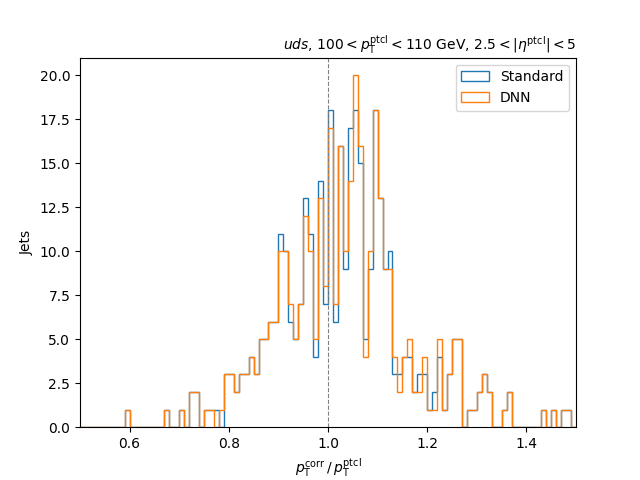 uds, 100 < p_T^ptcl < 110 GeV, 2.5 < |η^ptcl| < 5
Standard
DNN
20.0
17.5
15.0
12.5
10.0
7.5
5.0
2.5
0.0
Jets
0.6 0.8 1.0 1.2 1.4
p_T^corr / p_T^ptcl